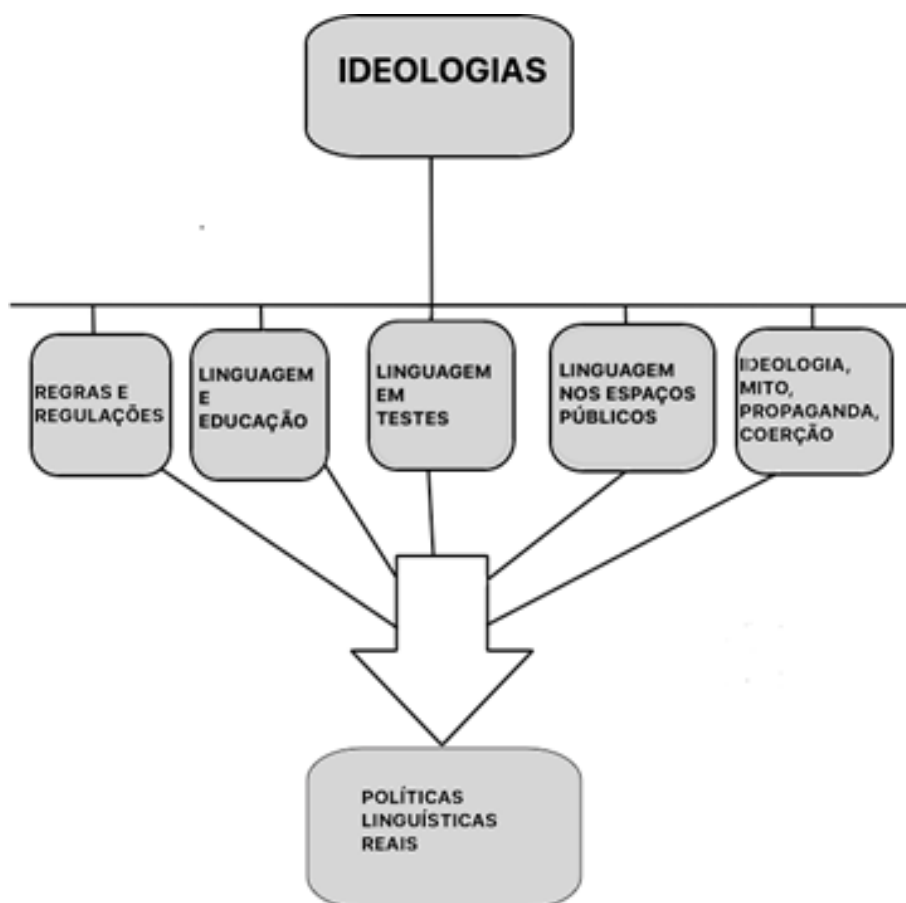 IDEOLOGIAS
REGRAS E
REGULAÇÕES
LINGUAGEM
E
EDUCAÇÃO
LINGUAGEM
EM
TESTES
LINGUAGEM
NOS ESPAÇOS
PÚBLICOS
IDEOLOGIA,
MITO,
PROPAGANDA,
COERÇÃO
POLÍTICAS
LINGUÍSTICAS
REAIS